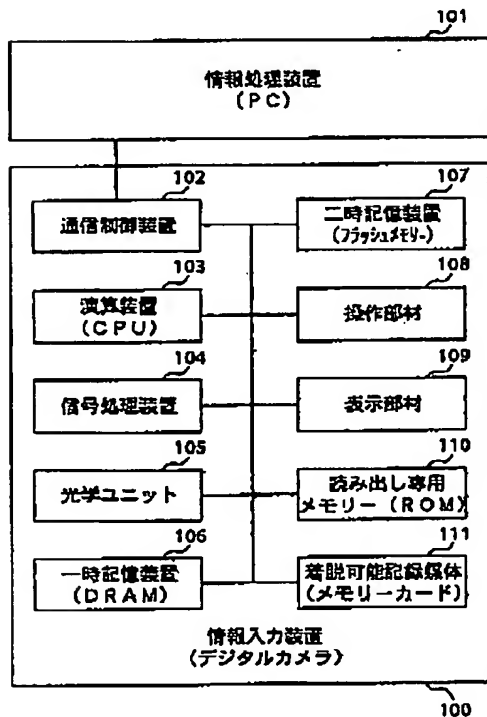 101
情報処理装置
(PC)
102
通信制御装置
103
演算装置
(CPU)
104
信号処理装置
105
光学ユニット
106
一時記憶装置
(DRAM)
107
二時記憶装置
(フラッシュメモリー)
108
操作部材
109
表示部材
110
読み出し専用
メモリー(ROM)
111
着脱可能記録媒体
(メモリーカード)
情報入力装置
(デジタルカメラ)
100